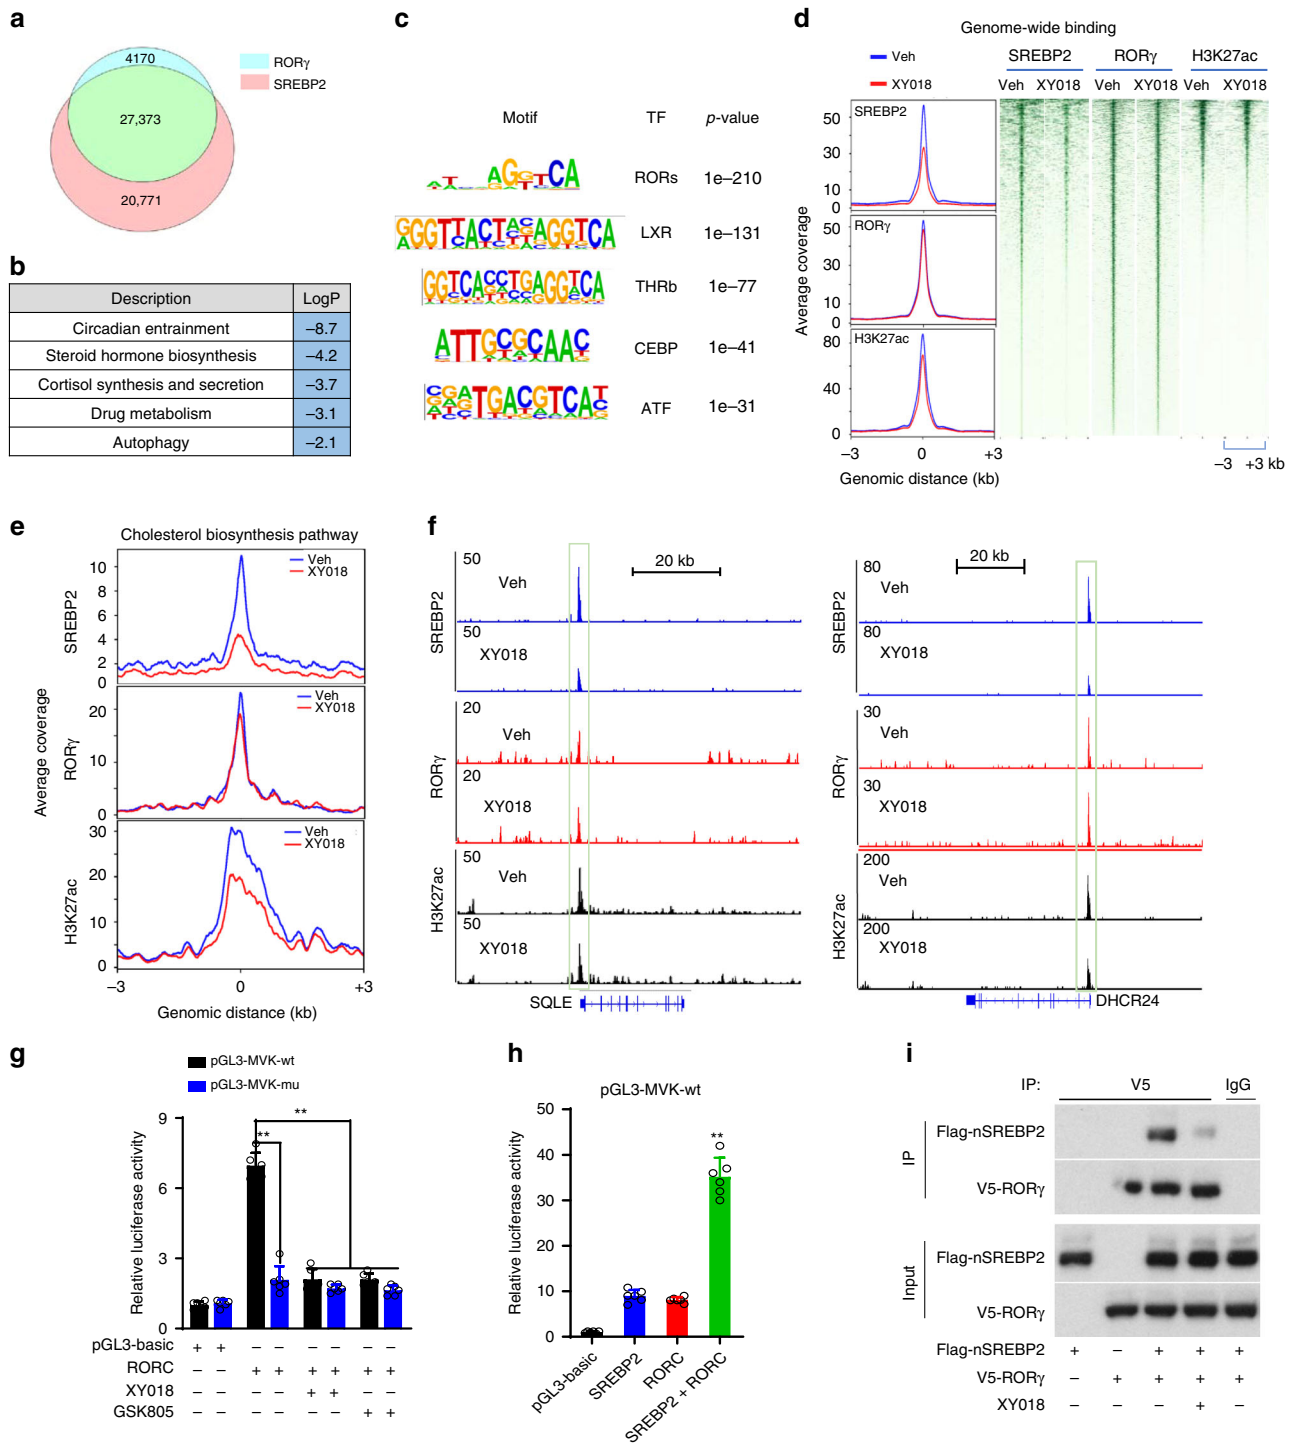 a
4170
27,373
20,771
RORγ
SREBP2
b
Description LogP
Circadian entrainment –8.7
Steroid hormone biosynthesis –4.2
Cortisol synthesis and secretion –3.7
Drug metabolism –3.1
Autophagy –2.1
c
Motif TF p-value
RORs 1e–210
LXR 1e–131
THRb 1e–77
CEBP 1e–41
ATF 1e–31
d
Genome-wide binding
Veh
XY018
SREBP2 RORγ H3K27ac
Veh XY018 Veh XY018 Veh XY018
Average coverage
SREBP2
50
30
10
0
RORγ
50
30
10
0
H3K27ac
80
40
0
–3 0 +3
Genomic distance (kb)
–3 +3 kb
e
Cholesterol biosynthesis pathway
Average coverage
SREBP2
10
8
6
4
2
0
Veh
XY018
RORγ
20
10
0
Veh
XY018
H3K27ac
30
20
10
0
Veh
XY018
–3 0 +3
Genomic distance (kb)
f
20 kb
SREBP2
50
Veh
50
XY018
RORγ
20
Veh
20
XY018
H3K27ac
50
Veh
50
XY018
SQLE
20 kb
SREBP2
80
Veh
80
XY018
RORγ
30
Veh
30
XY018
H3K27ac
200
Veh
200
XY018
DHCR24
g
pGL3-MVK-wt
pGL3-MVK-mu
Relative luciferase activity
9
6
3
0
**
**
pGL3-basic + + – – – – – –
RORC – – + + + + + +
XY018 – – – – + + – –
GSK805 – – – – – – + +
h
pGL3-MVK-wt
Relative luciferase activity
50
40
30
20
10
0
**
pGL3-basic
SREBP2
RORC
SREBP2 + RORC
i
IP: V5 IgG
IP
Flag-nSREBP2
V5-RORγ
Input
Flag-nSREBP2
V5-RORγ
Flag-nSREBP2 + – + + +
V5-RORγ – + + + +
XY018 – – – + –